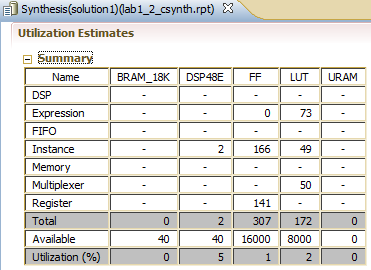 Synthesis(solution1)(lab1_2_csynth.rpt)
Utilization Estimates
Summary
Name BRAM_18K DSP48E FF LUT URAM
DSP - - - - -
Expression - - 0 73 -
FIFO - - - - -
Instance - 2 166 49 -
Memory - - - - -
Multiplexer - - - 50 -
Register - - 141 - -
Total 0 2 307 172 0
Available 40 40 16000 8000 0
Utilization (%) 0 5 1 2 0